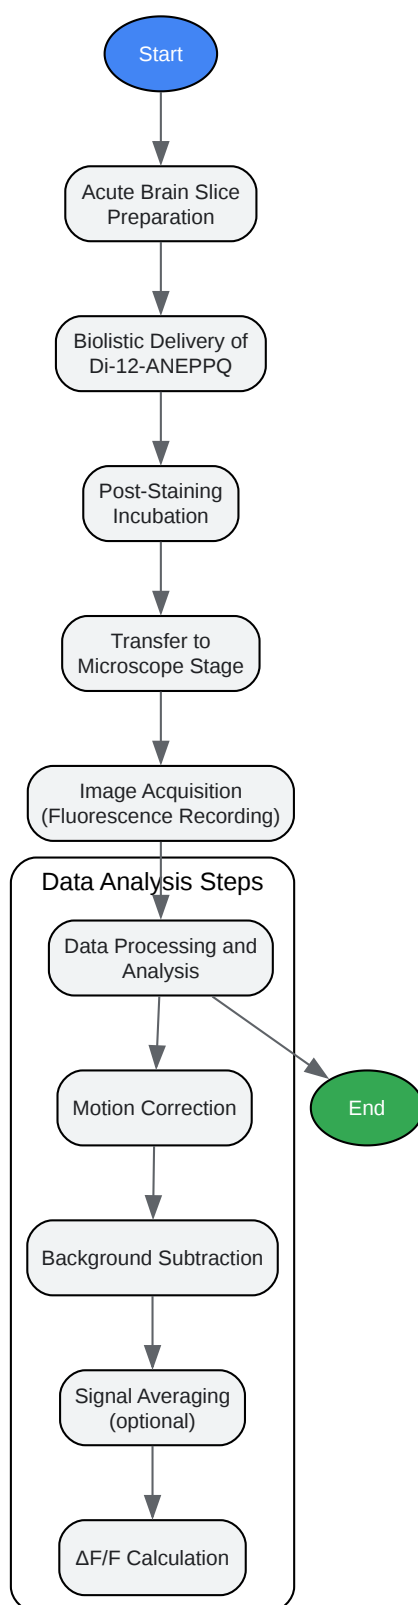 Start
Acute Brain Slice
Preparation
Biolistic Delivery of
Di-12-ANEPPQ
Post-Staining
Incubation
Transfer to
Microscope Stage
Image Acquisition
(Fluorescence Recording)
Data Analysis Steps
Data Processing and
Analysis
Motion Correction
End
Background Subtraction
Signal Averaging
(optional)
ΔF/F Calculation